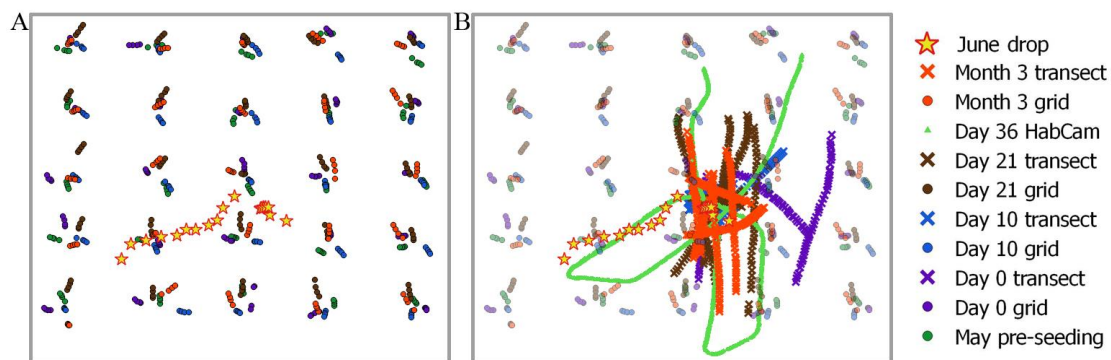 A
B
June drop
Month 3 transect
Month 3 grid
Day 36 HabCam
Day 21 transect
Day 21 grid
Day 10 transect
Day 10 grid
Day 0 transect
Day 0 grid
May pre-seeding